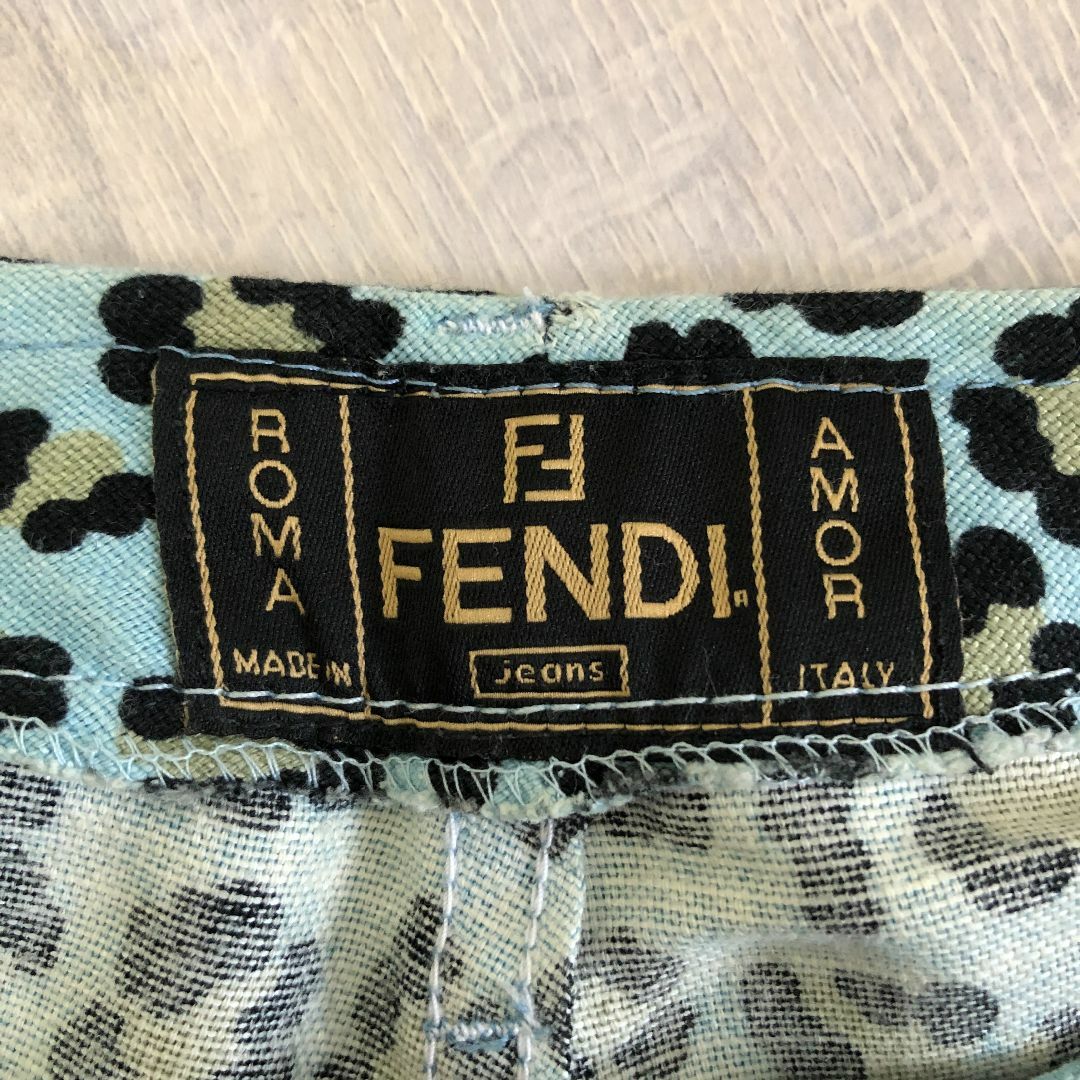 ROMA
MADE IN
FF
FENDI®
jeans
AMOR
ITALY